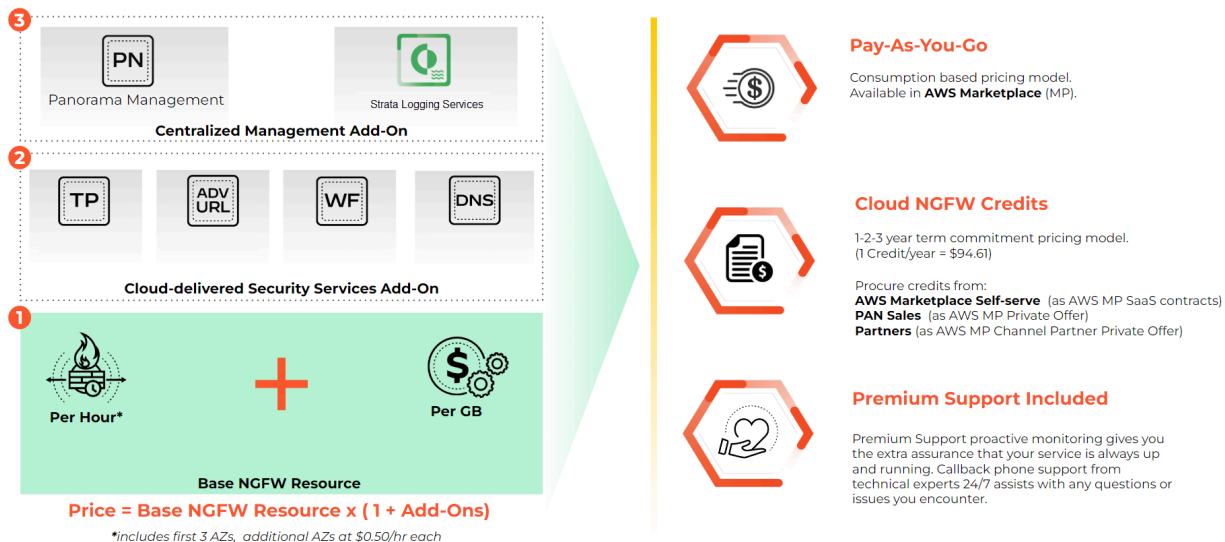 3
PN
Panorama Management
Strata Logging Services
Centralized Management Add-On
2
TP
ADV
URL
WF
DNS
Cloud-delivered Security Services Add-On
1
Per Hour*
$
Per GB
Base NGFW Resource
Price = Base NGFW Resource x ( 1 + Add-Ons)
*includes first 3 AZs, additional AZs at $0.50/hr each
$
Pay-As-You-Go
Consumption based pricing model.
Available in AWS Marketplace (MP).
$
Cloud NGFW Credits
1-2-3 year term commitment pricing model.
(1 Credit/year = $94.61)
Procure credits from:
AWS Marketplace Self-serve (as AWS MP SaaS contracts)
PAN Sales (as AWS MP Private Offer)
Partners (as AWS MP Channel Partner Private Offer)
Premium Support Included
Premium Support proactive monitoring gives you
the extra assurance that your service is always up
and running. Callback phone support from
technical experts 24/7 assists with any questions or
issues you encounter.